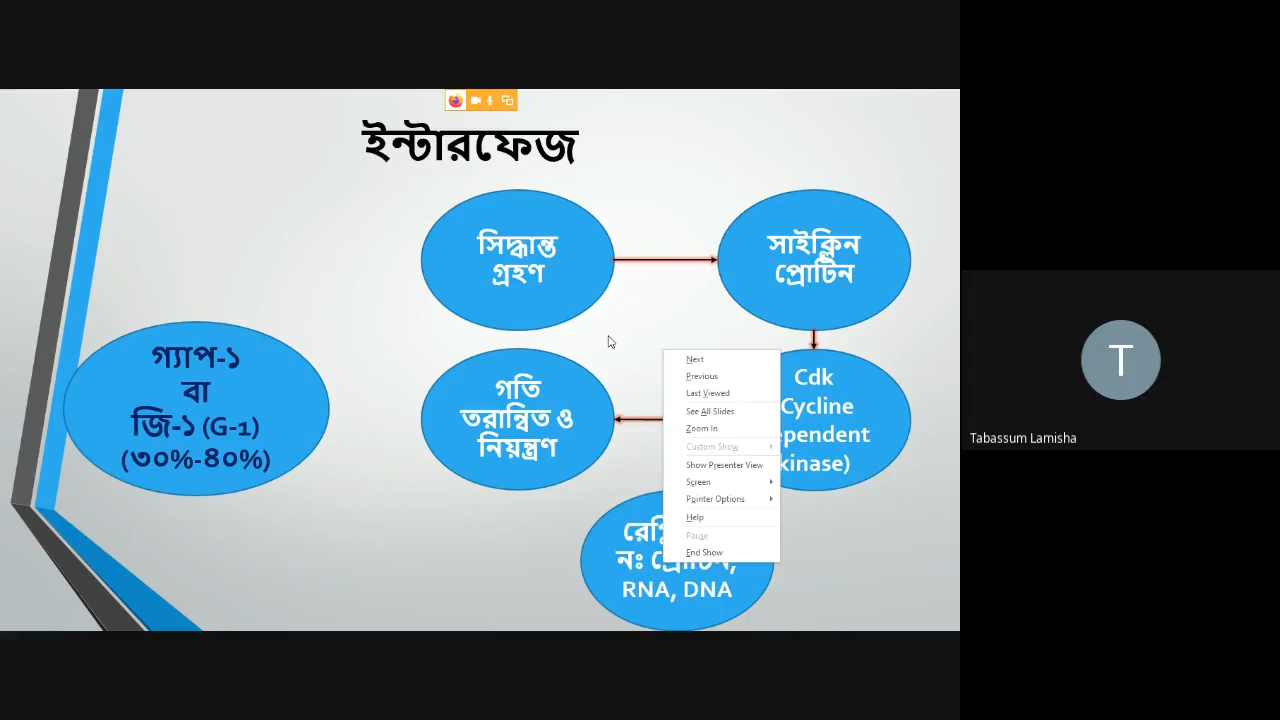 ইন্টারফেজ
সিদ্ধান্ত
গ্রহণ
সাইক্লিন
প্রোটিন
গ্যাপ-১
বা
জি-১ (G-1)
(৩০%-৪০%)
গতি
তরান্বিত ও
নিয়ন্ত্রণ
Cdk
Cycline
kinase)
নঃ
RNA, DNA
Next
Previous
Last Viewed
See All Slides
Zoom In
Custom Show
Show Presenter View
Screen
Pointer Options
Help
Pause
End Show
T
Tabassum Lamisha